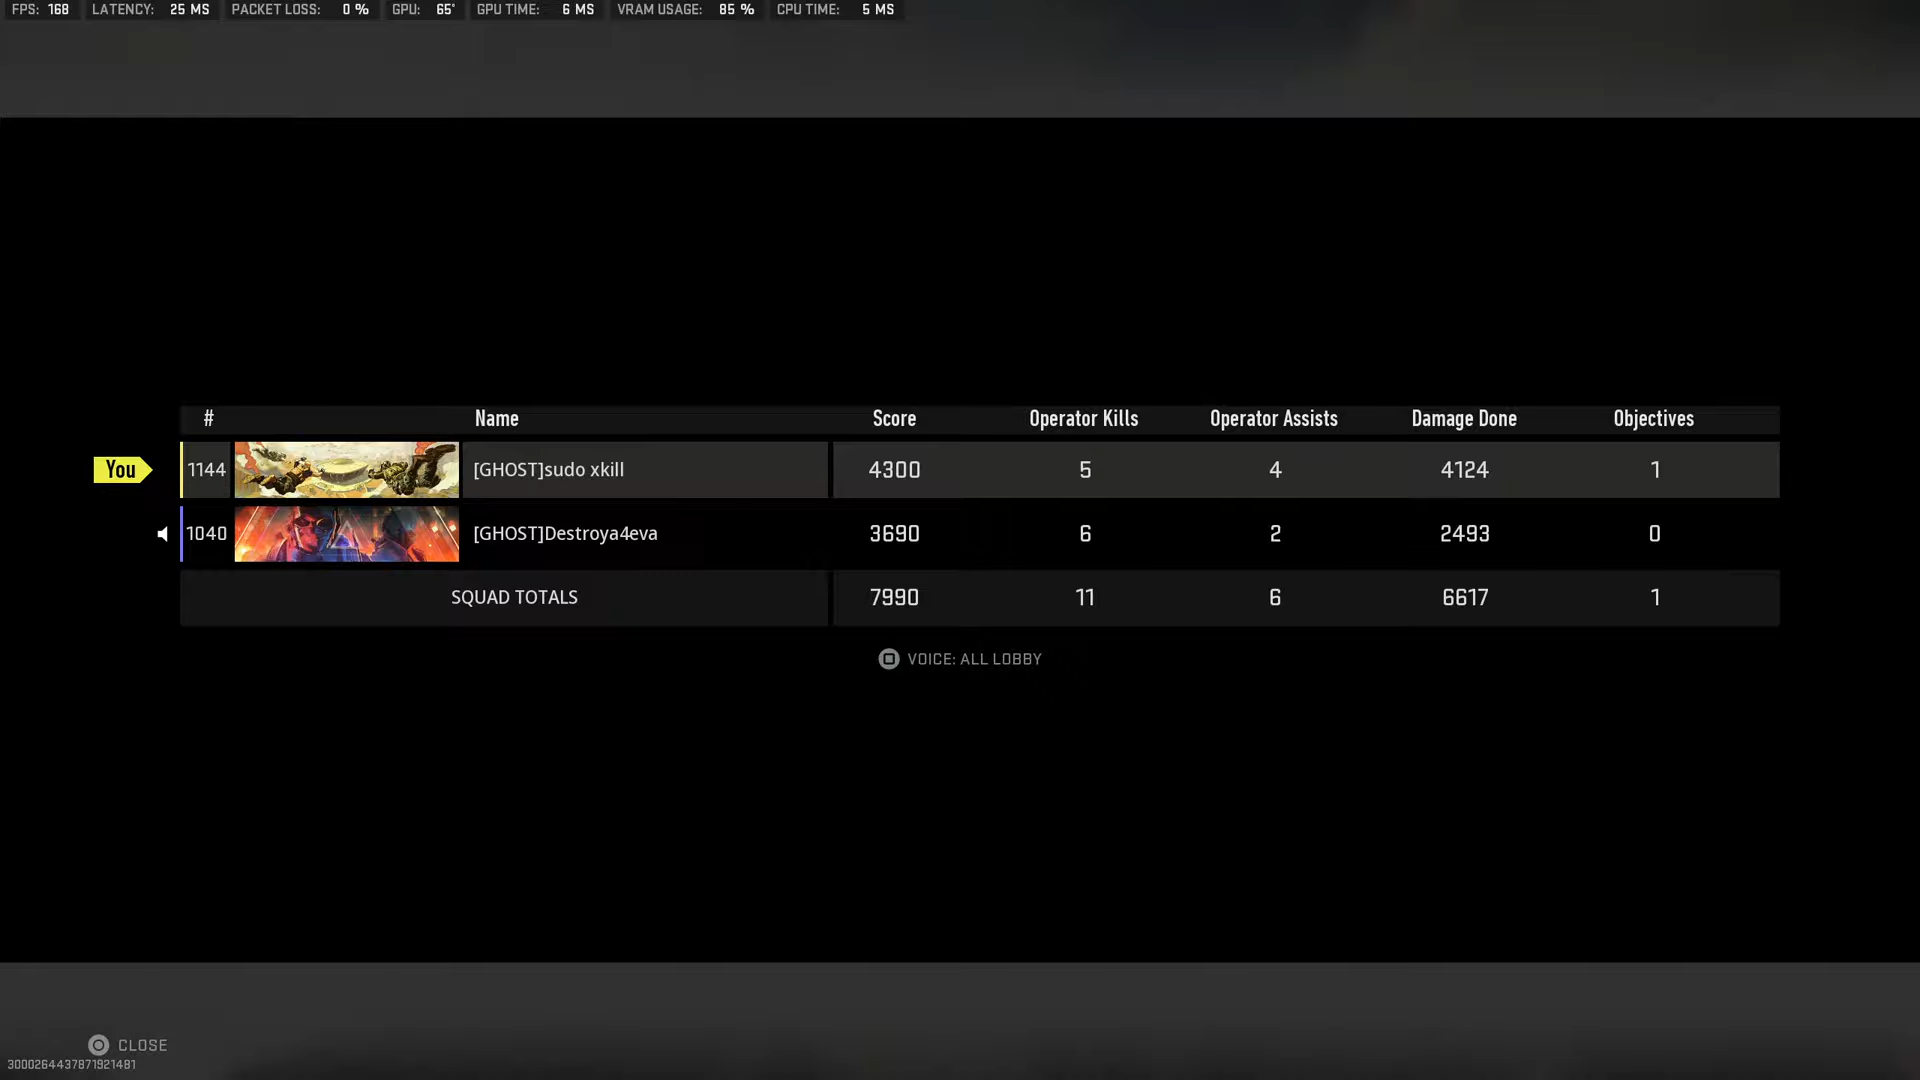 FPS: 168 LATENCY: 25 MS PACKET LOSS: 0 % GPU: 65° GPU TIME: 6 MS VRAM USAGE: 85 % CPU TIME: 5 MS
# Name Score Operator Kills Operator Assists Damage Done Objectives
You 1144 [GHOST]sudo xkill 4300 5 4 4124 1
1040 [GHOST]Destroya4eva 3690 6 2 2493 0
SQUAD TOTALS 7990 11 6 6617 1
VOICE: ALL LOBBY
CLOSE
3000264437871921481